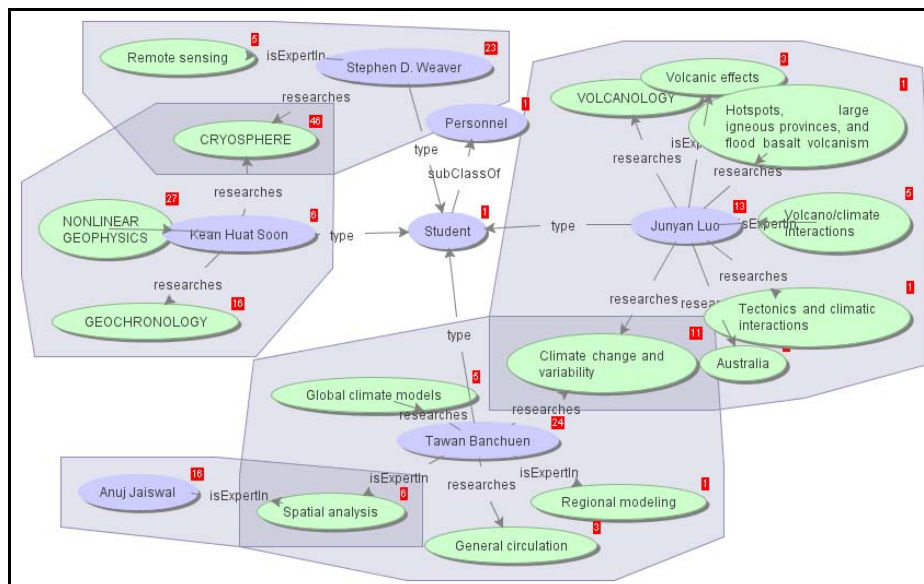 5
Remote sensing
isExpertIn
23
Stephen D. Weaver
researches
46
CRYOSPHERE
type
1
Personnel
subClassOf
researches
27
NONLINEAR
GEOPHYSICS
6
Kean Huat Soon
type
1
Student
researches
16
GEOCHRONOLOGY
3
Volcanic effects
VOLCANOLOGY
1
Hotspots, large
igneous provinces, and
flood basalt volcanism
researches
researches
type
13
Junyan Luo
5
Volcano/climate
interactions
researches
researches
1
Tectonics and climatic
interactions
type
11
Climate change and
variability
Australia
5
Global climate models
researches
researches
24
Tawan Banchuen
16
Anuj Jaiswal
isExpertIn
isExpertIn
6
Spatial analysis
researches
isExpertIn
1
Regional modeling
3
General circulation